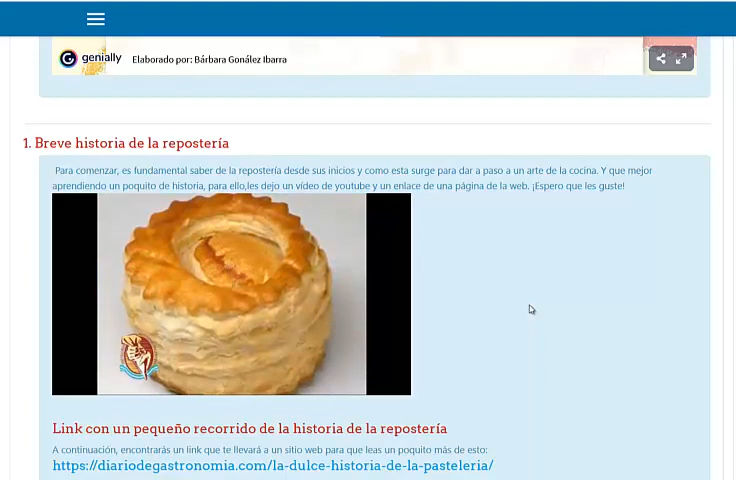 genially Elaborado por: Bárbara Gonález Ibarra
1. Breve historia de la repostería
Para comenzar, es fundamental saber de la repostería desde sus inicios y como esta surge para dar a paso a un arte de la cocina. Y que mejor
aprendiendo un poquito de historia, para ello,les dejo un vídeo de youtube y un enlace de una página de la web. ¡Espero que les guste!
Link con un pequeño recorrido de la historia de la repostería
A continuación, encontrarás un link que te llevará a un sitio web para que leas un poquito más de esto:
https://diariodegastronomia.com/la-dulce-historia-de-la-pasteleria/